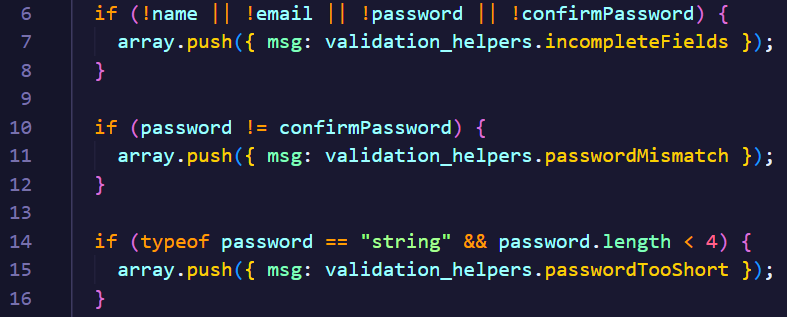 6 if (!name || !email || !password || !confirmPassword) {
7 array.push({ msg: validation_helpers.incompleteFields });
8 }
9
10 if (password != confirmPassword) {
11 array.push({ msg: validation_helpers.passwordMismatch });
12 }
13
14 if (typeof password == "string" && password.length < 4) {
15 array.push({ msg: validation_helpers.passwordTooShort });
16 }